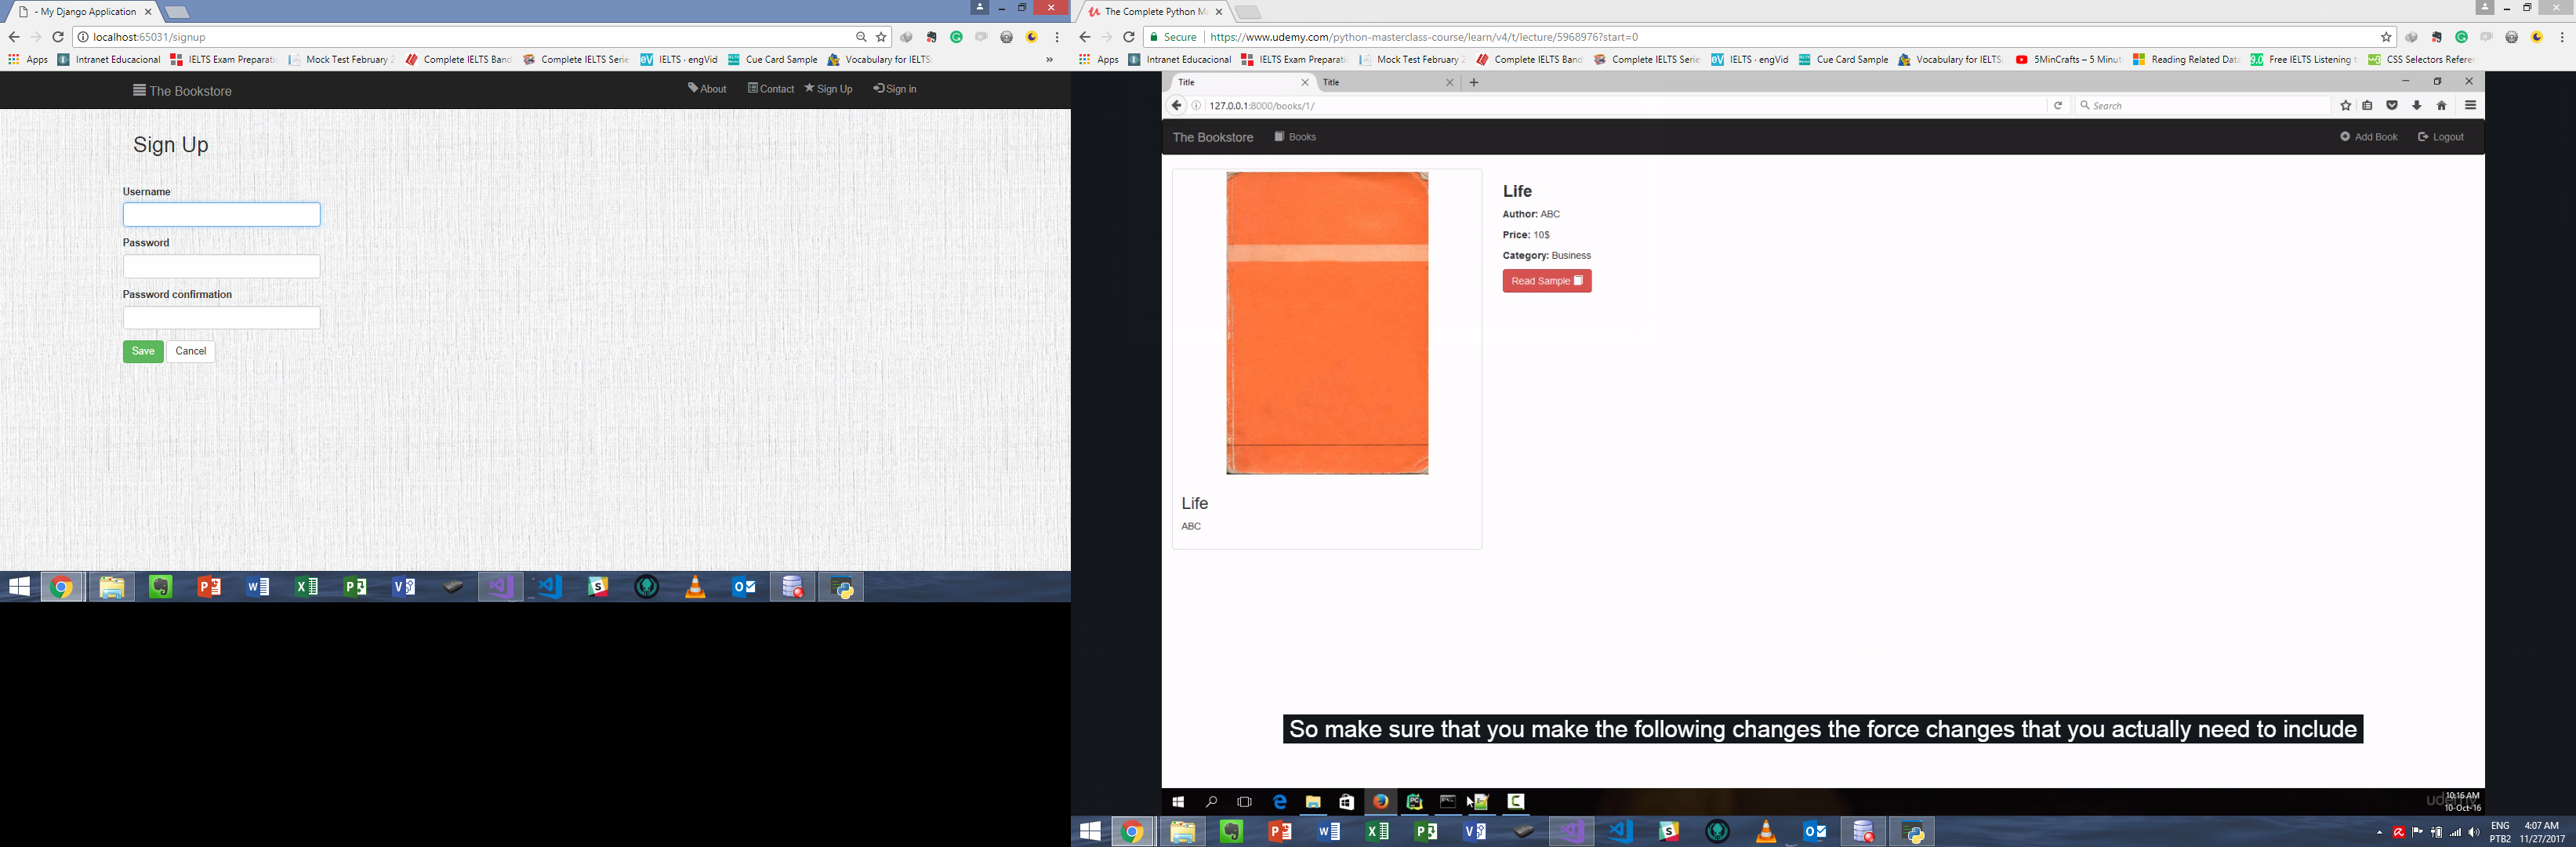 - My Django Application
localhost:65031/signup
Apps Intranet Educacional IELTS Exam Preparati Mock Test February 2 Complete IELTS Band Complete IELTS Serie IELTS - engVid Cue Card Sample Vocabulary for IELTS: »
The Bookstore About Contact Sign Up Sign in
Sign Up
Username
Password
Password confirmation
Save Cancel
The Complete Python M
Secure https://www.udemy.com/python-masterclass-course/learn/v4/t/lecture/5968976?start=0
Apps Intranet Educacional IELTS Exam Preparati Mock Test February 2 Complete IELTS Band Complete IELTS Serie IELTS - engVid Cue Card Sample Vocabulary for IELTS: 5MinCrafts – 5 Minut Reading Related Data Free IELTS Listening CSS Selectors Referen
Title Title
127.0.0.1:8000/books/1/ Search
The Bookstore Books Add Book Logout
Life
Author: ABC
Price: 10$
Category: Business
Read Sample
Life
ABC
So make sure that you make the following changes the force changes that you actually need to include
udemy
10:16 AM
10-Oct-16
ENG 4:07 AM
PTB2 11/27/2017